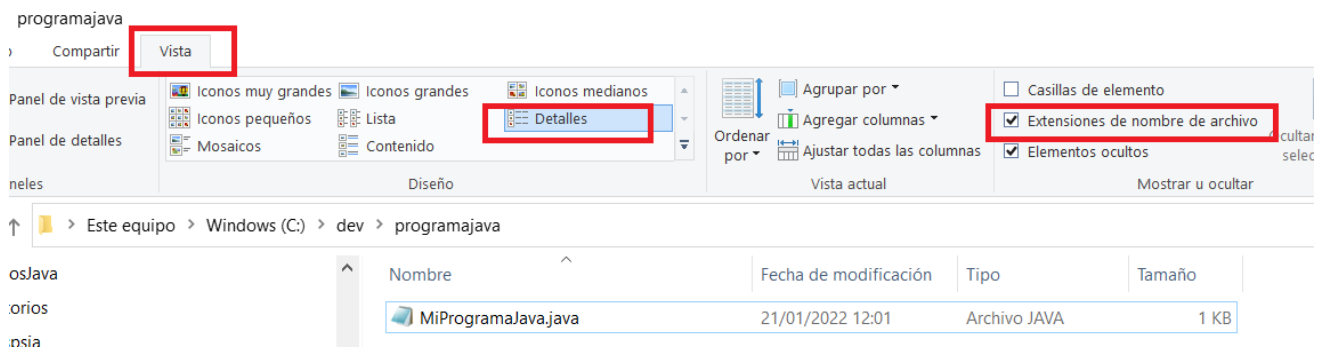 programajava
Compartir Vista
Panel de vista previa
Panel de detalles
Iconos muy grandes Iconos grandes Iconos medianos
Iconos pequeños Lista Detalles
Mosaicos Contenido
Ordenar por
Agrupar por
Agregar columnas
Ajustar todas las columnas
Casillas de elemento
Extensiones de nombre de archivo
Elementos ocultos
Diseño Vista actual Mostrar u ocultar
Este equipo > Windows (C:) > dev > programajava
Nombre Fecha de modificación Tipo Tamaño
MiProgramaJava.java 21/01/2022 12:01 Archivo JAVA 1 KB